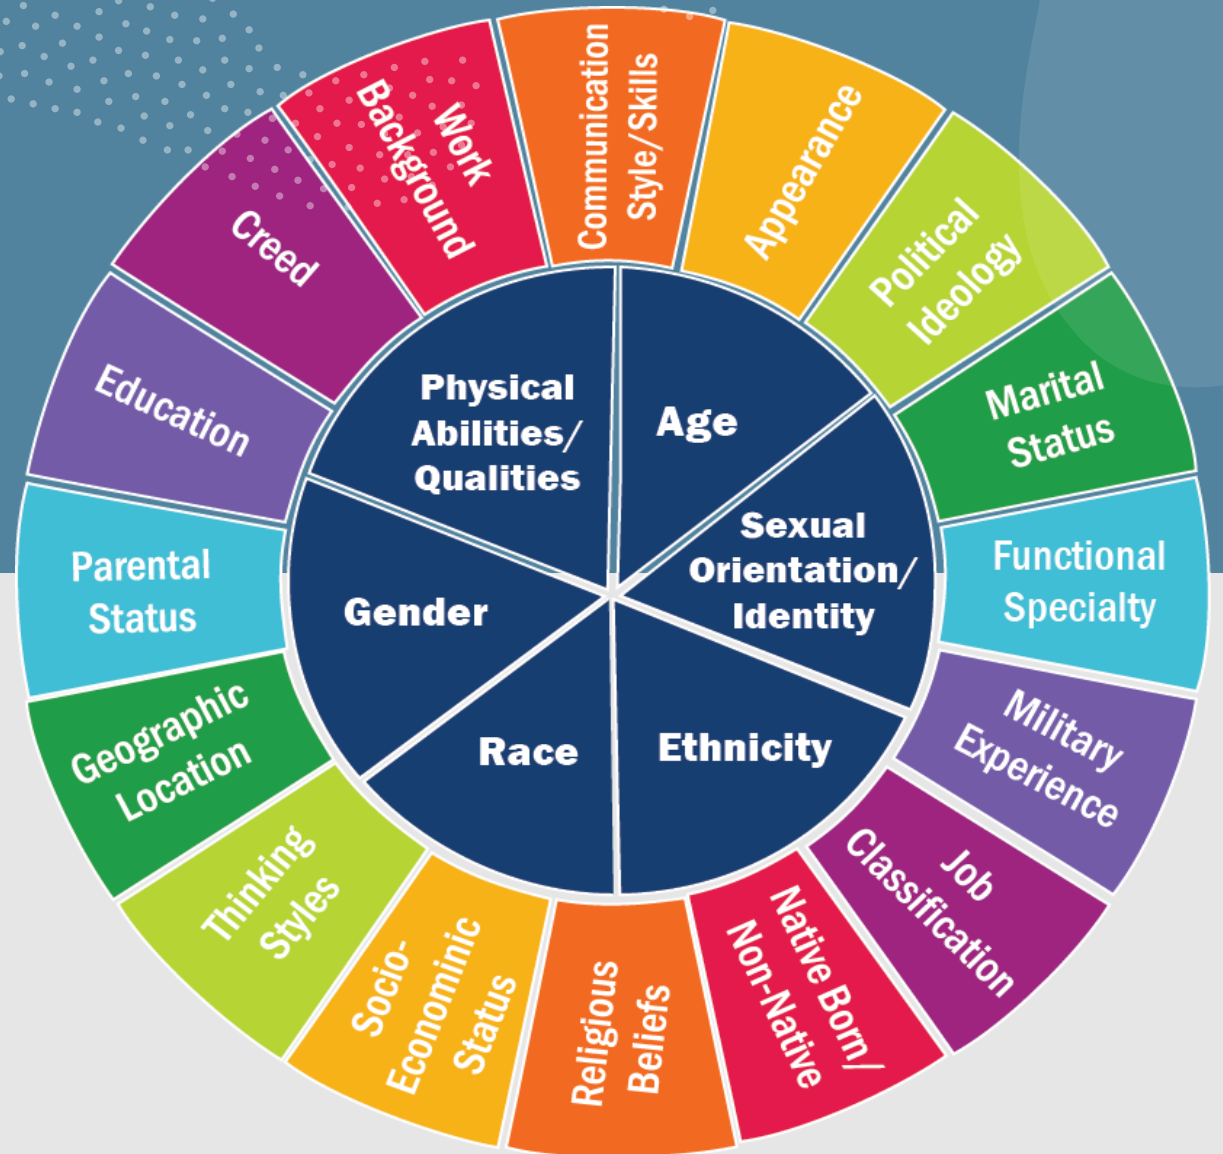 Communication
Style/Skills
Appearance
Political
Ideology
Marital
Status
Functional
Specialty
Military
Experience
Job
Classification
Native Born/
Non-Native
Religious
Beliefs
Socio-
Econominic
Status
Thinking
Styles
Geographic
Location
Parental
Status
Education
Creed
Work
Background
Physical
Abilities/
Qualities
Age
Sexual
Orientation/
Identity
Ethnicity
Race
Gender